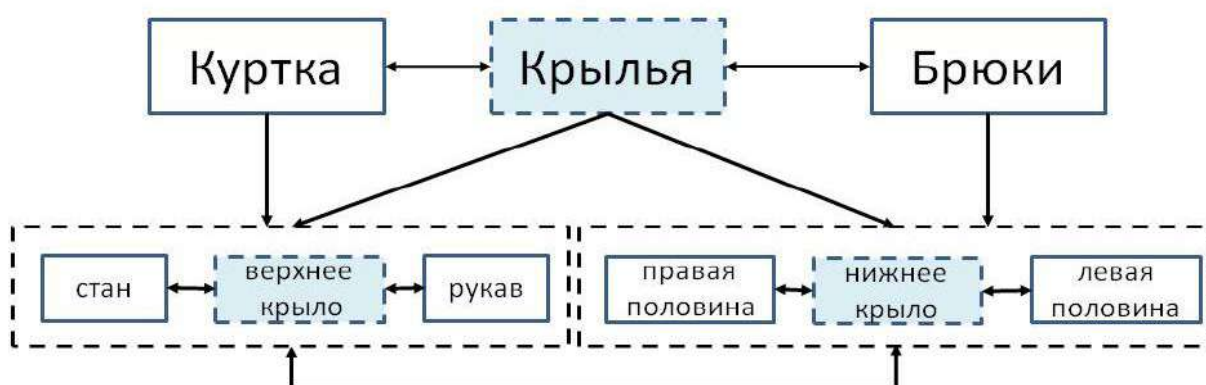 Куртка
Крылья
Брюки
стан
верхнее
крыло
рукав
правая
половина
нижнее
крыло
левая
половина